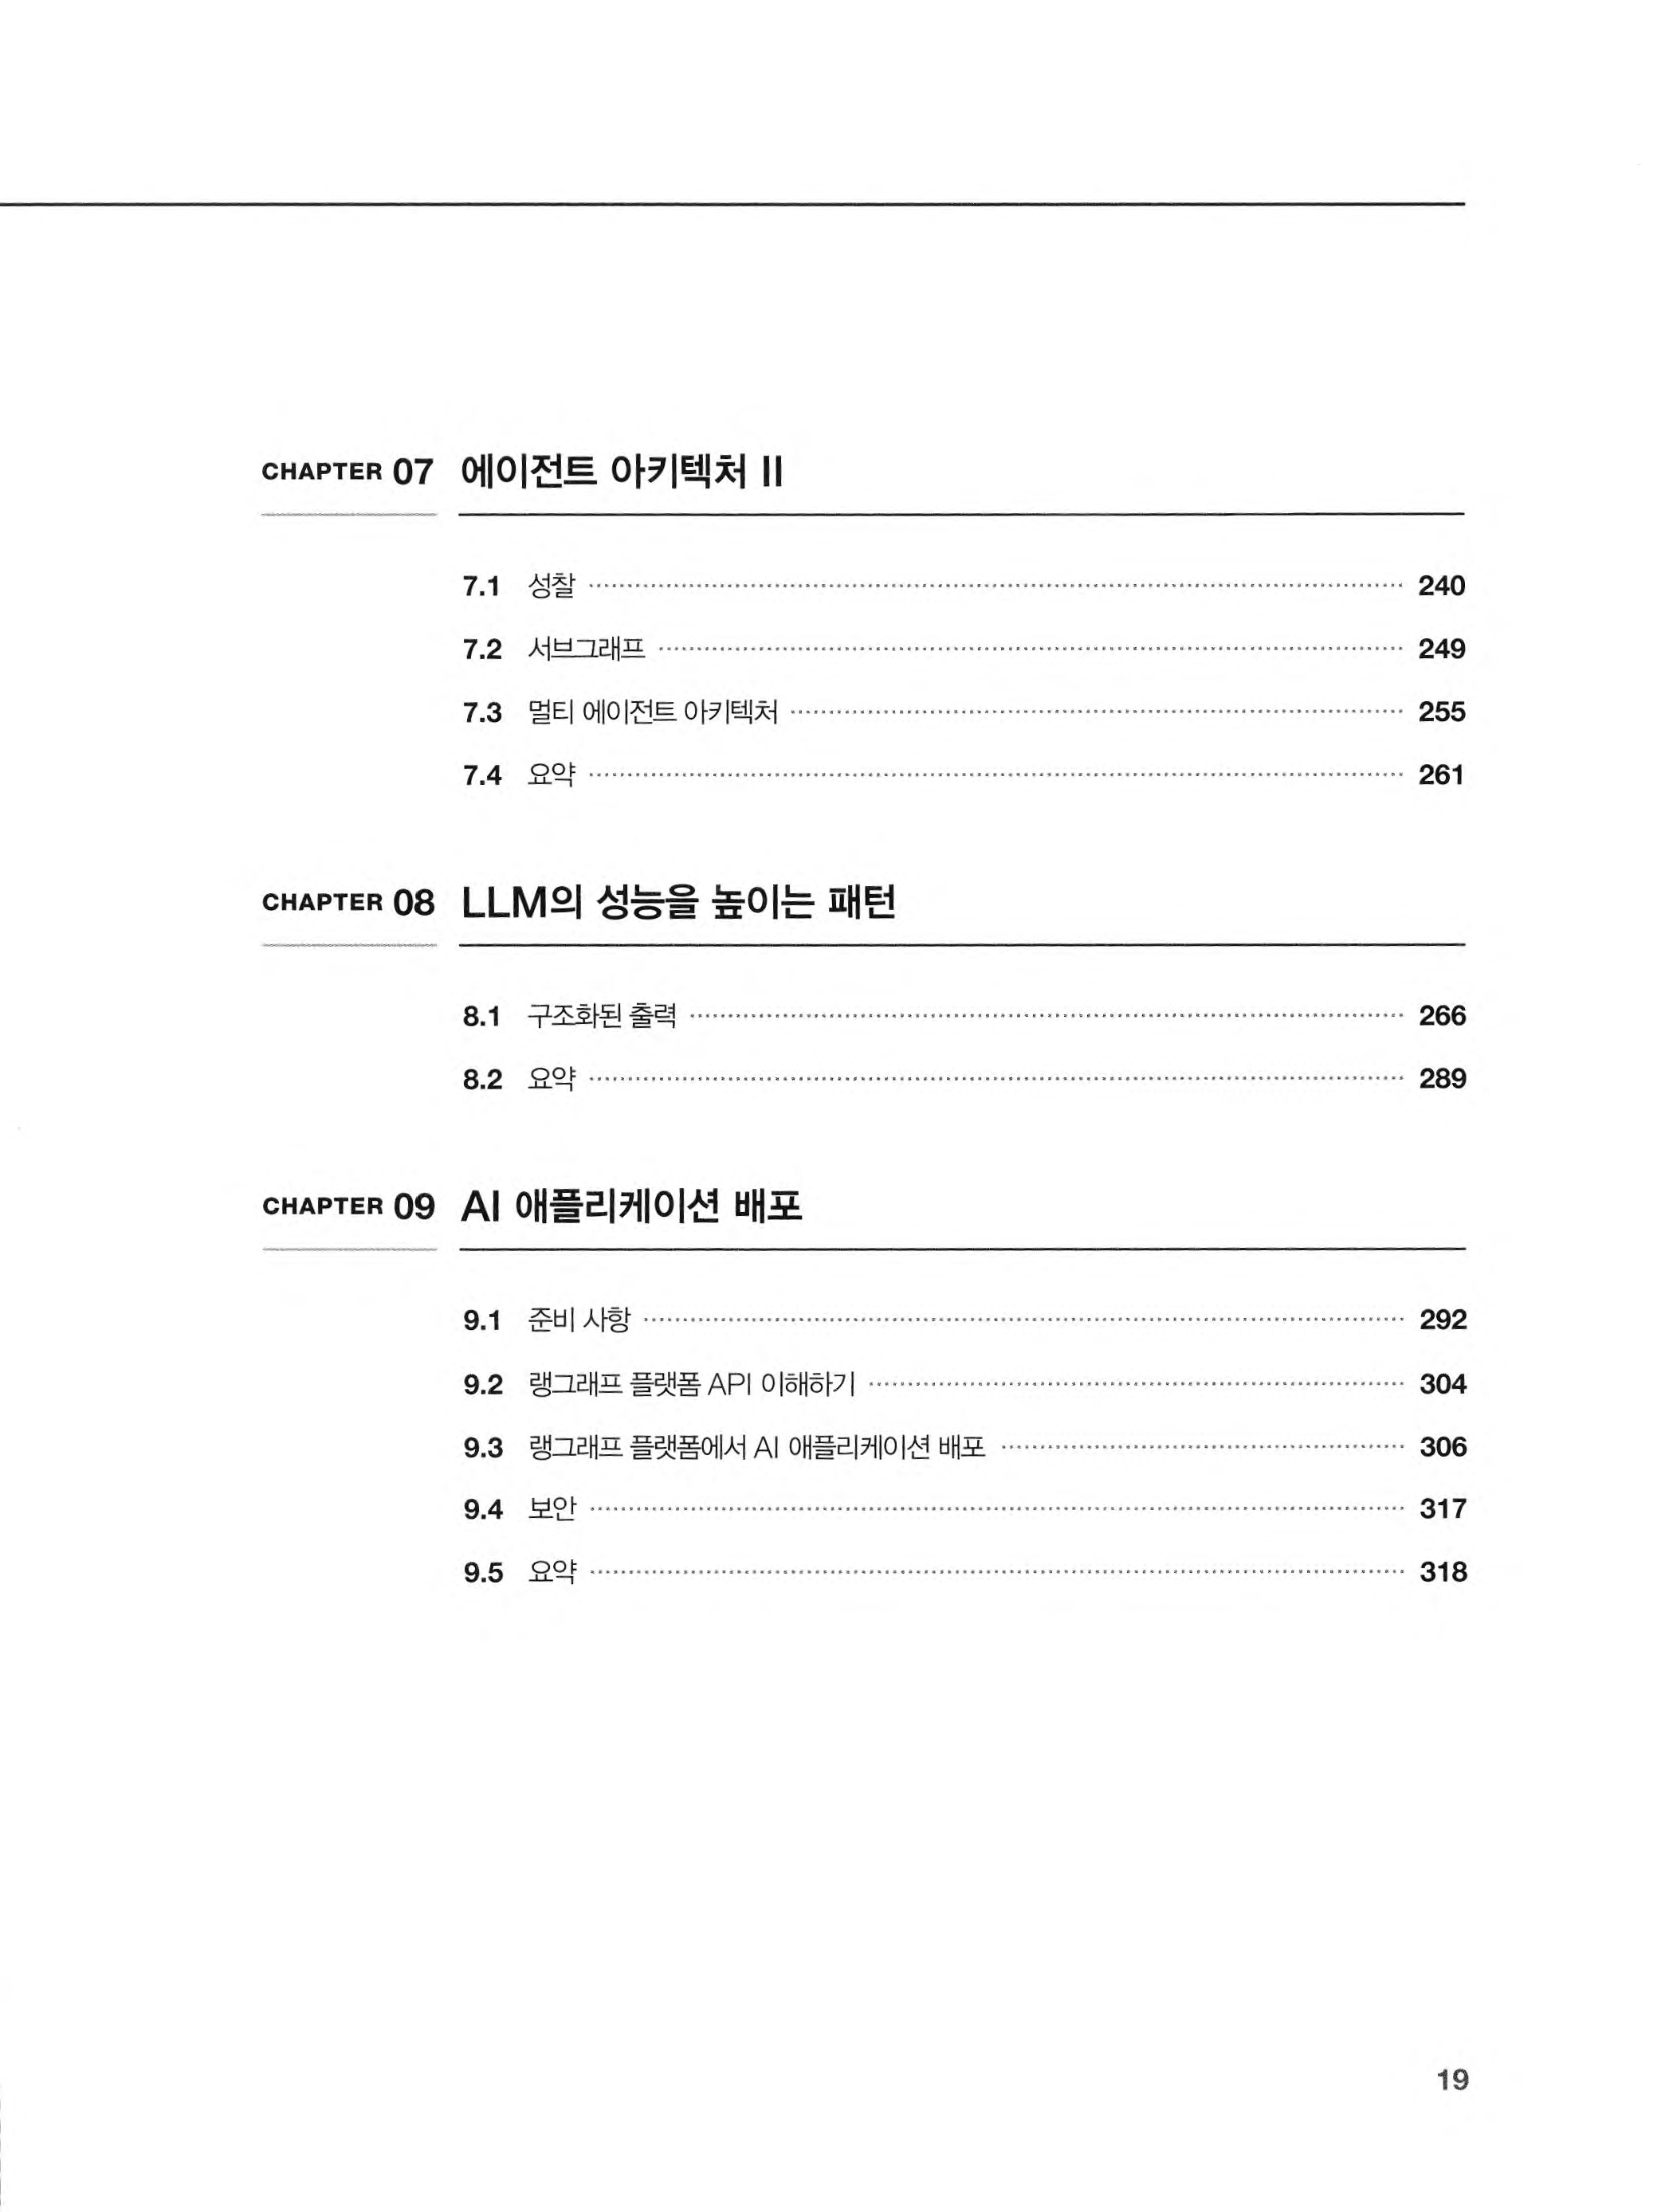 CHAPTER 07 에이전트 아키텍처 II
7.1 성찰 240
7.2 서브그래프 249
7.3 멀티 에이전트 아키텍처 255
7.4 요약 261
CHAPTER 08 LLM의 성능을 높이는 패턴
8.1 구조화된 출력 266
8.2 요약 289
CHAPTER 09 AI 애플리케이션 배포
9.1 준비 사항 292
9.2 랭그래프 플랫폼 API 이해하기 304
9.3 랭그래프 플랫폼에서 AI 애플리케이션 배포 306
9.4 보안 317
9.5 요약 318
19